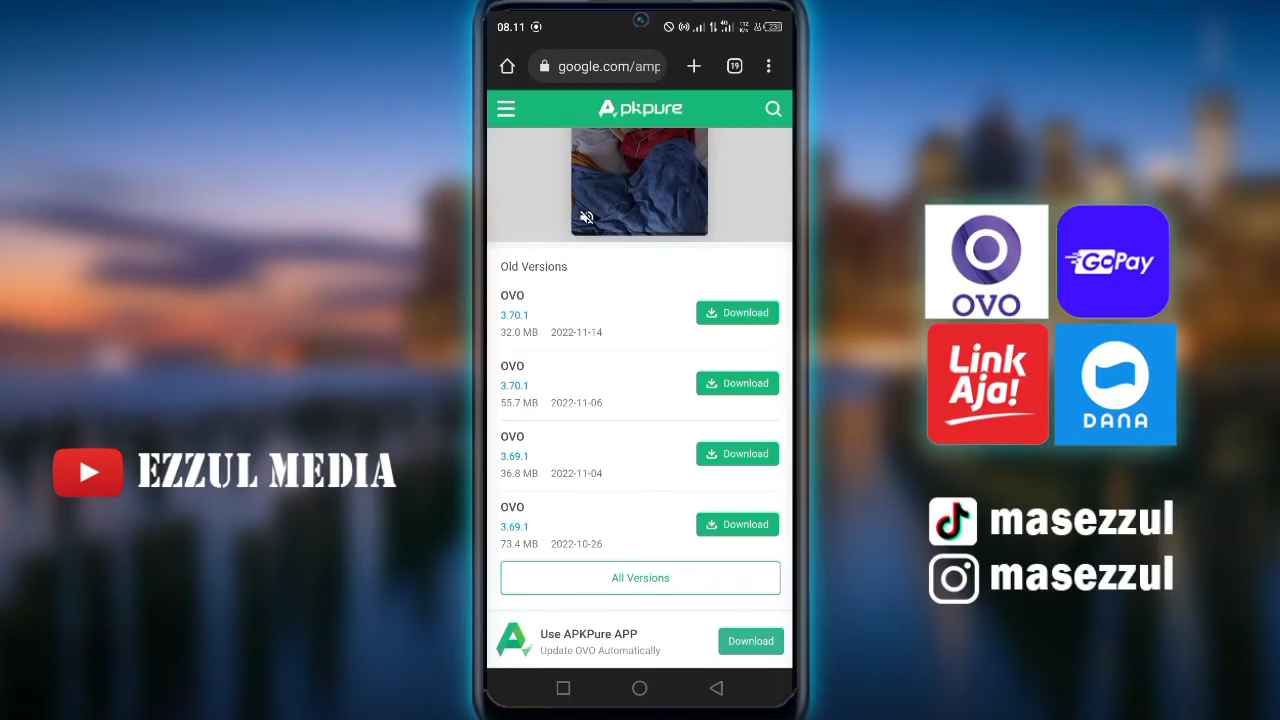 08.11
4G
112
K/s
23
google.com/amp
19
Apkpure
Old Versions
OVO
3.70.1
32.0 MB 2022-11-14
Download
OVO
3.70.1
55.7 MB 2022-11-06
Download
OVO
3.69.1
36.8 MB 2022-11-04
Download
OVO
3.69.1
73.4 MB 2022-10-26
Download
All Versions
Use APKPure APP
Update OVO Automatically
Download
EZZUL MEDIA
OVO
GoPay
Link
Aja!
DANA
masezzul
masezzul